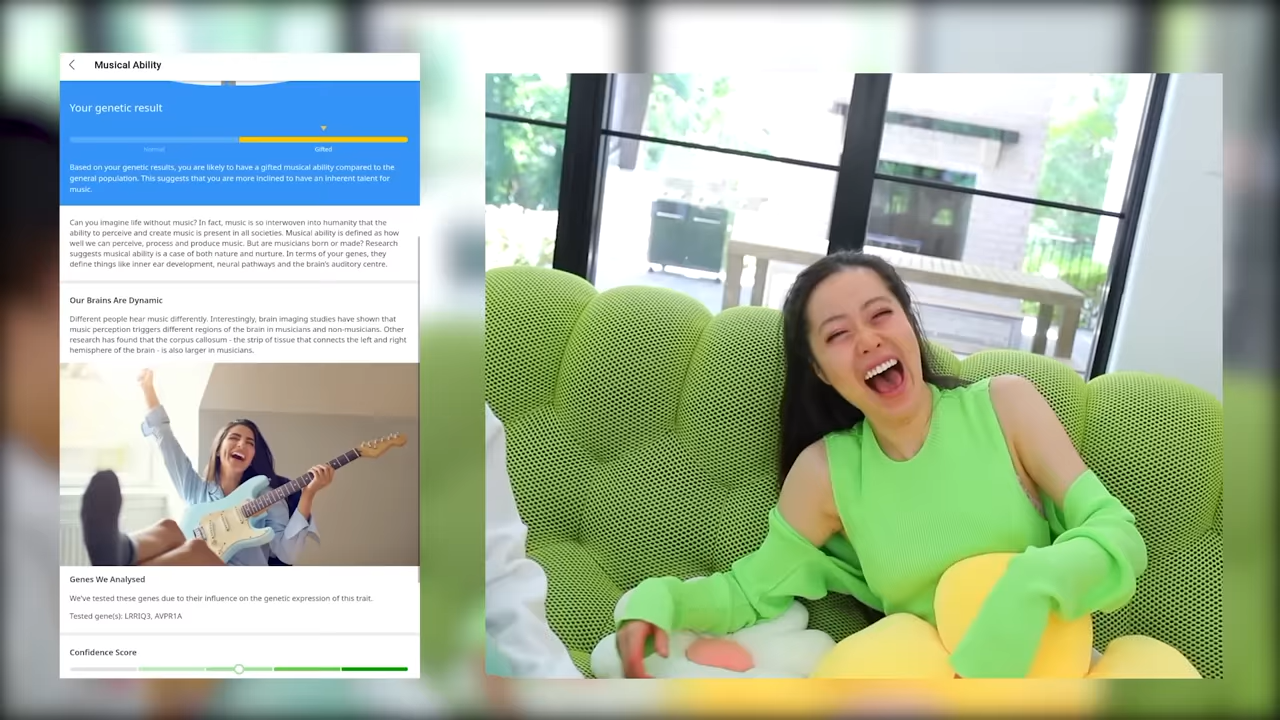 Musical Ability
Your genetic result
Normal
Gifted
Based on your genetic results, you are likely to have a gifted musical ability compared to the
general population. This suggests that you are more inclined to have an inherent talent for
music.
Can you imagine life without music? In fact, music is so interwoven into humanity that the
ability to perceive and create music is present in all societies. Musical ability is defined as how
well we can perceive, process and produce music. But are musicians born or made? Research
suggests musical ability is a case of both nature and nurture. In terms of your genes, they
define things like inner ear development, neural pathways and the brain's auditory centre.
Our Brains Are Dynamic
Different people hear music differently. Interestingly, brain imaging studies have shown that
music perception triggers different regions of the brain in musicians and non-musicians. Other
research has found that the corpus callosum - the strip of tissue that connects the left and right
hemisphere of the brain - is also larger in musicians.
Genes We Analysed
We've tested these genes due to their influence on the genetic expression of this trait.
Tested gene(s): LRRIQ3, AVPR1A
Confidence Score